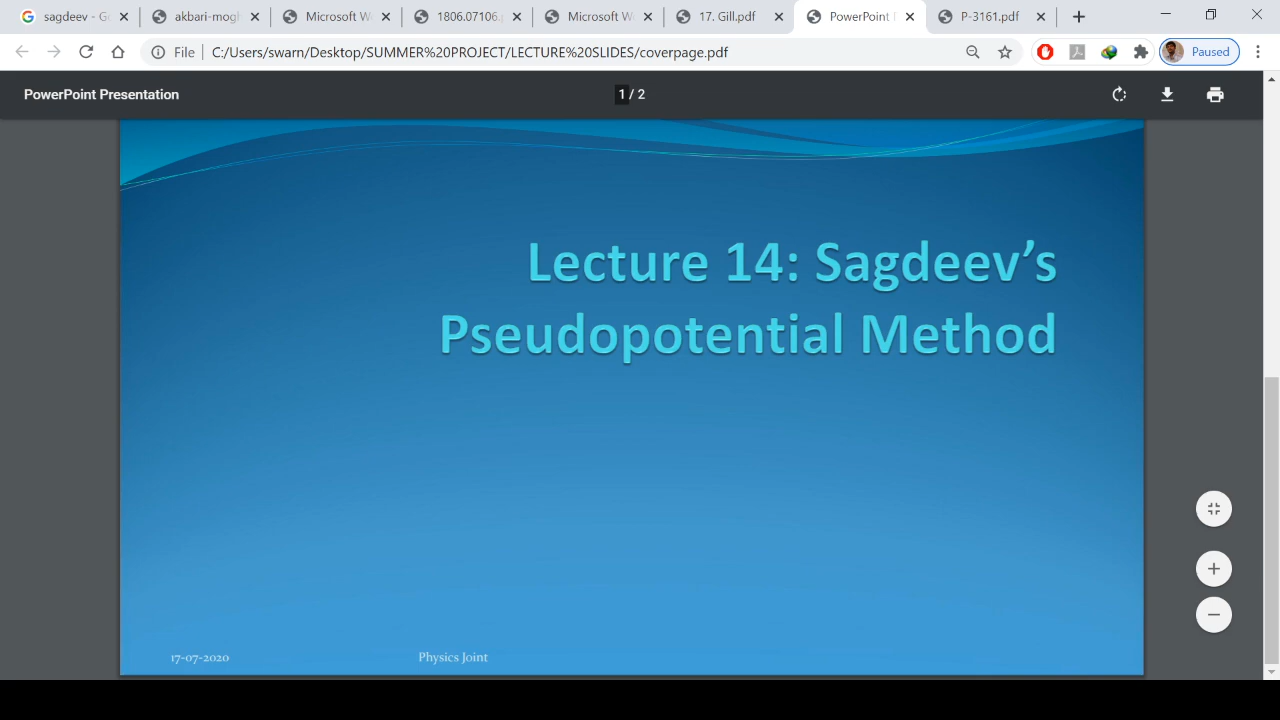 sagdeev - G
akbari-mogh
Microsoft W
1806.07106.
Microsoft W
17. Gill.pdf
PowerPoint
P-3161.pdf
File
C:/Users/swarn/Desktop/SUMMER%20PROJECT/LECTURE%20SLIDES/coverpage.pdf
Paused
PowerPoint Presentation
1 / 2
Lecture 14: Sagdeev’s
Pseudopotential Method
17-07-2020
Physics Joint